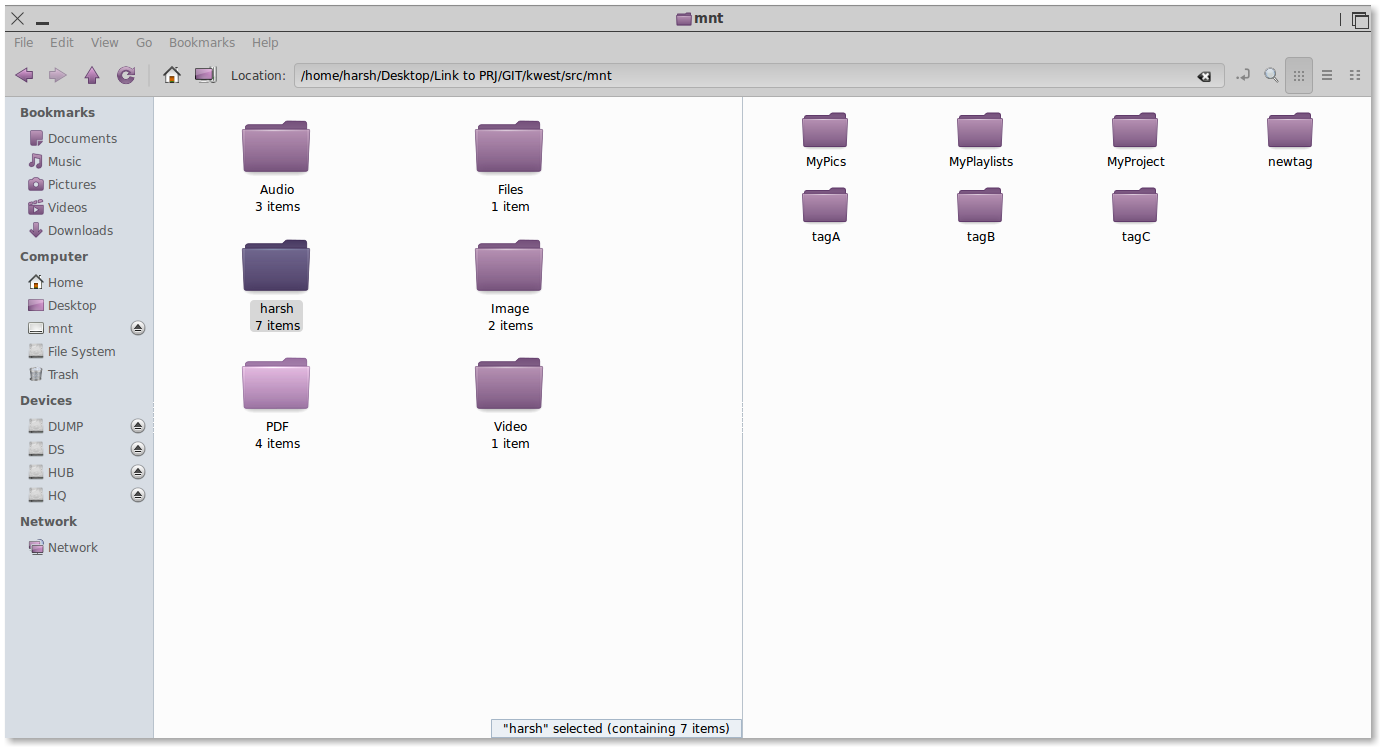 mnt
File Edit View Go Bookmarks Help
Location: /home/harsh/Desktop/Link to PRJ/GIT/kwest/src/mnt
Bookmarks
Documents
Music
Pictures
Videos
Downloads
Computer
Home
Desktop
mnt
File System
Trash
Devices
DUMP
DS
HUB
HQ
Network
Network
Audio
3 items
Files
1 item
harsh
7 items
Image
2 items
PDF
4 items
Video
1 item
MyPics MyPlaylists MyProject newtag
tagA tagB tagC
"harsh" selected (containing 7 items)